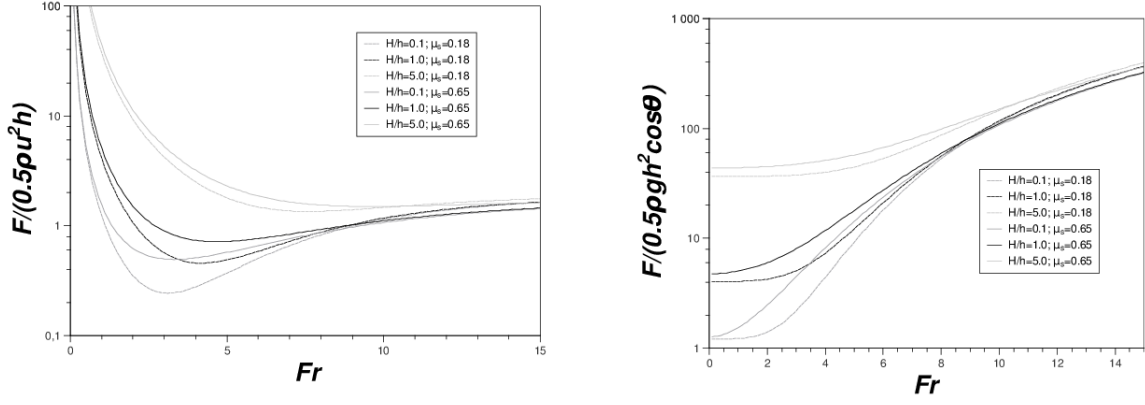 100
10
1
0,1
F/(0.5ρu²h)
H/h=0.1; μs=0.18
H/h=1.0; μs=0.18
H/h=5.0; μs=0.18
H/h=0.1; μs=0.65
H/h=1.0; μs=0.65
H/h=5.0; μs=0.65
0 5 10 15
Fr
1 000
100
10
1
F/(0.5ρgh²cosθ)
H/h=0.1; μs=0.18
H/h=1.0; μs=0.18
H/h=5.0; μs=0.18
H/h=0.1; μs=0.65
H/h=1.0; μs=0.65
H/h=5.0; μs=0.65
0 2 4 6 8 10 12 14
Fr